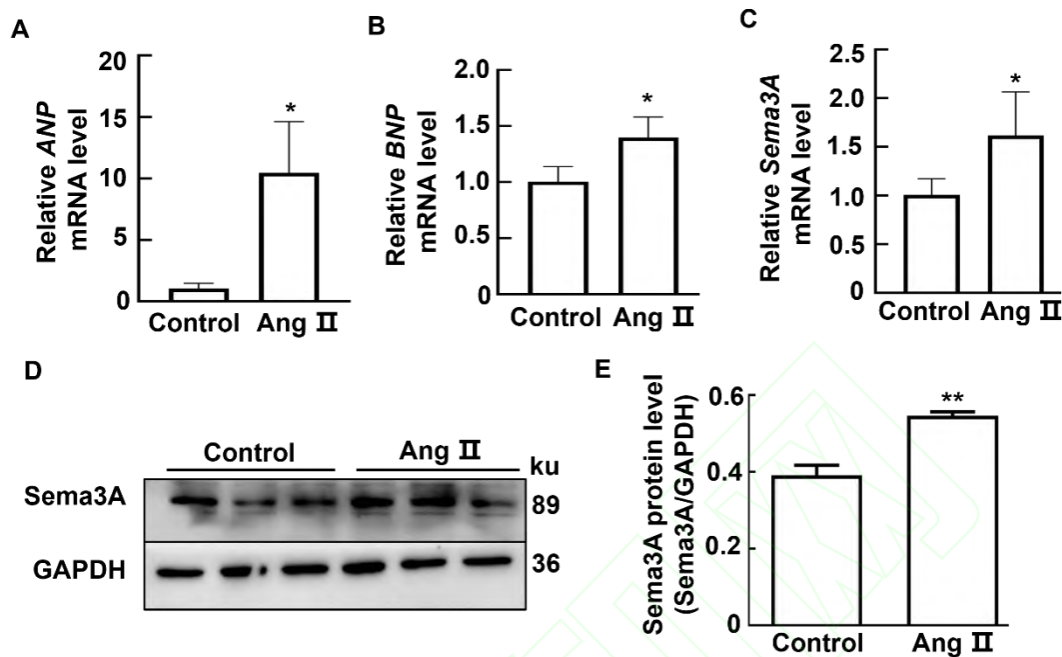 A
Relative ANP
mRNA level
20
15
10
5
0
*
Control Ang Ⅱ
B
Relative BNP
mRNA level
2.0
1.5
1.0
0.5
0
*
Control Ang Ⅱ
C
Relative Sema3A
mRNA level
2.5
2.0
1.5
1.0
0.5
0.0
*
Control Ang Ⅱ
D
Control Ang Ⅱ ku
Sema3A 89
GAPDH 36
E
Sema3A protein level
(Sema3A/GAPDH)
0.6
0.4
0.2
0
**
Control Ang Ⅱ